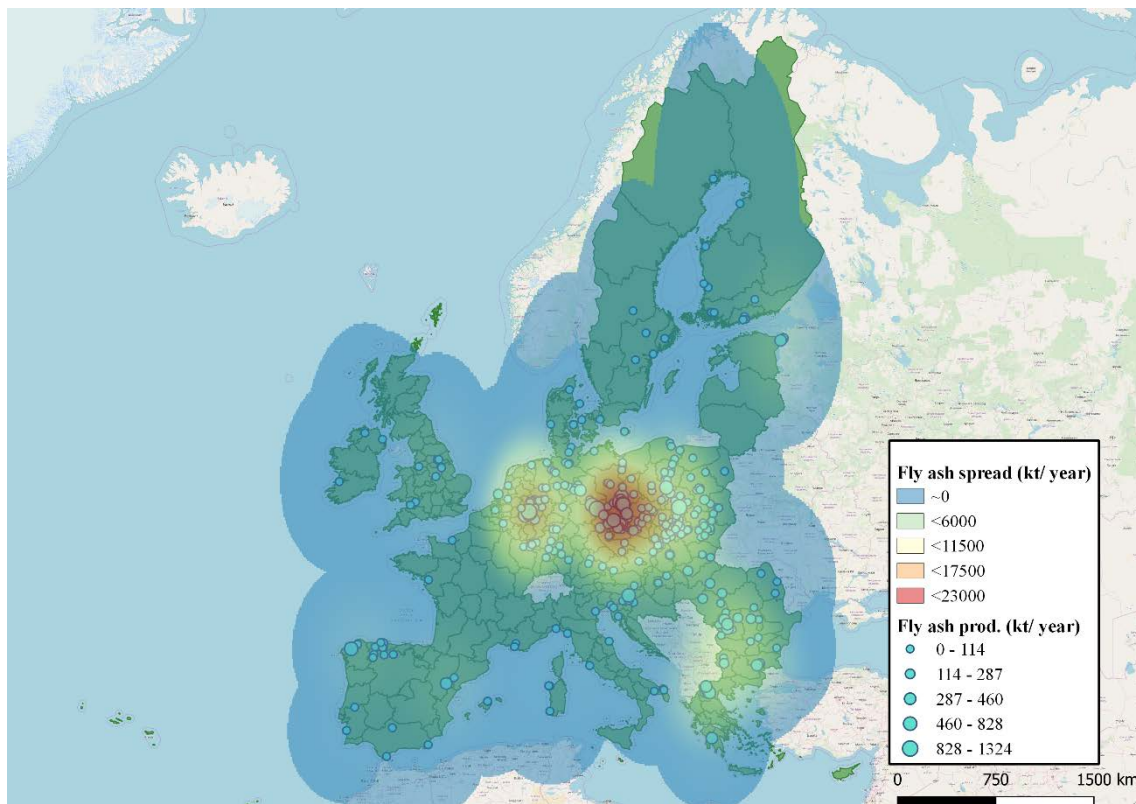 Fly ash spread (kt/ year)
~0
<6000
<11500
<17500
<23000
Fly ash prod. (kt/ year)
0 - 114
114 - 287
287 - 460
460 - 828
828 - 1324
0 750 1500 km